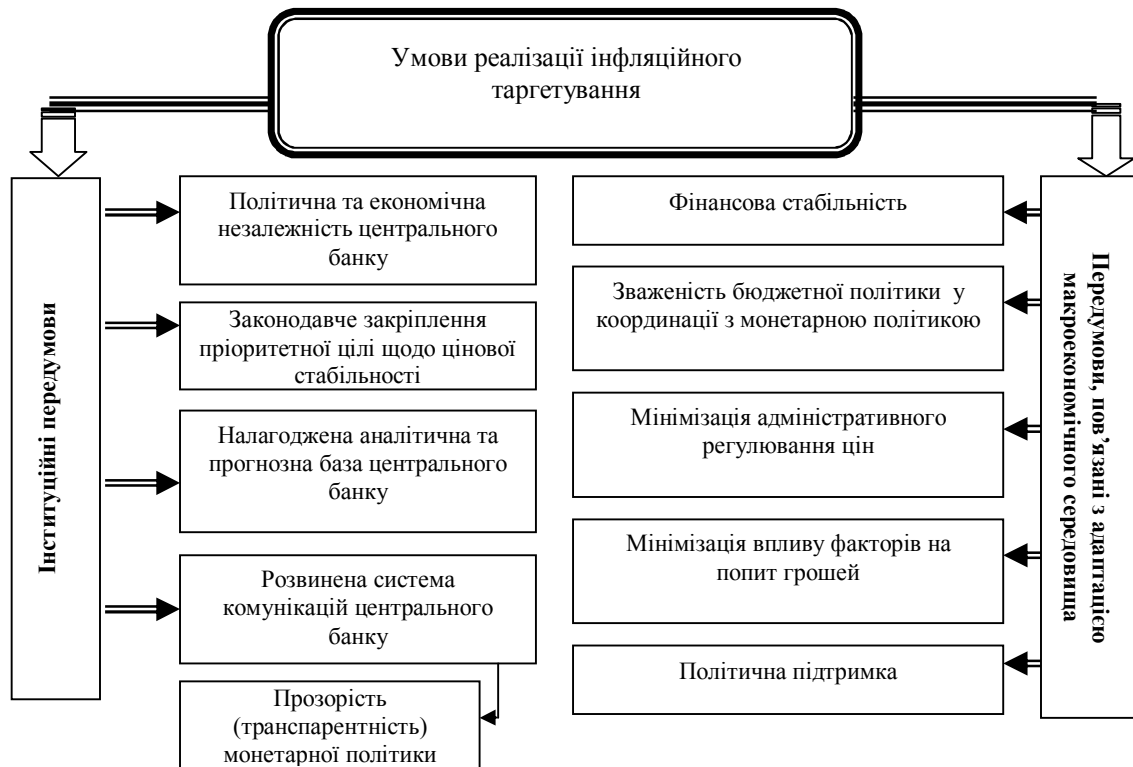 Умови реалізації інфляційного
таргетування
Інституційні передумови
Політична та економічна
незалежність центрального
банку
Законодавче закріплення
пріоритетної цілі щодо цінової
стабільності
Налагоджена аналітична та
прогнозна база центрального
банку
Розвинена система
комунікацій центрального
банку
Прозорість
(транспарентність)
монетарної політики
Фінансова стабільність
Зваженість бюджетної політики у
координації з монетарною політикою
Мінімізація адміністративного
регулювання цін
Мінімізація впливу факторів на
попит грошей
Політична підтримка
Передумови, пов’язані з адаптацією
макроекономічного середовища